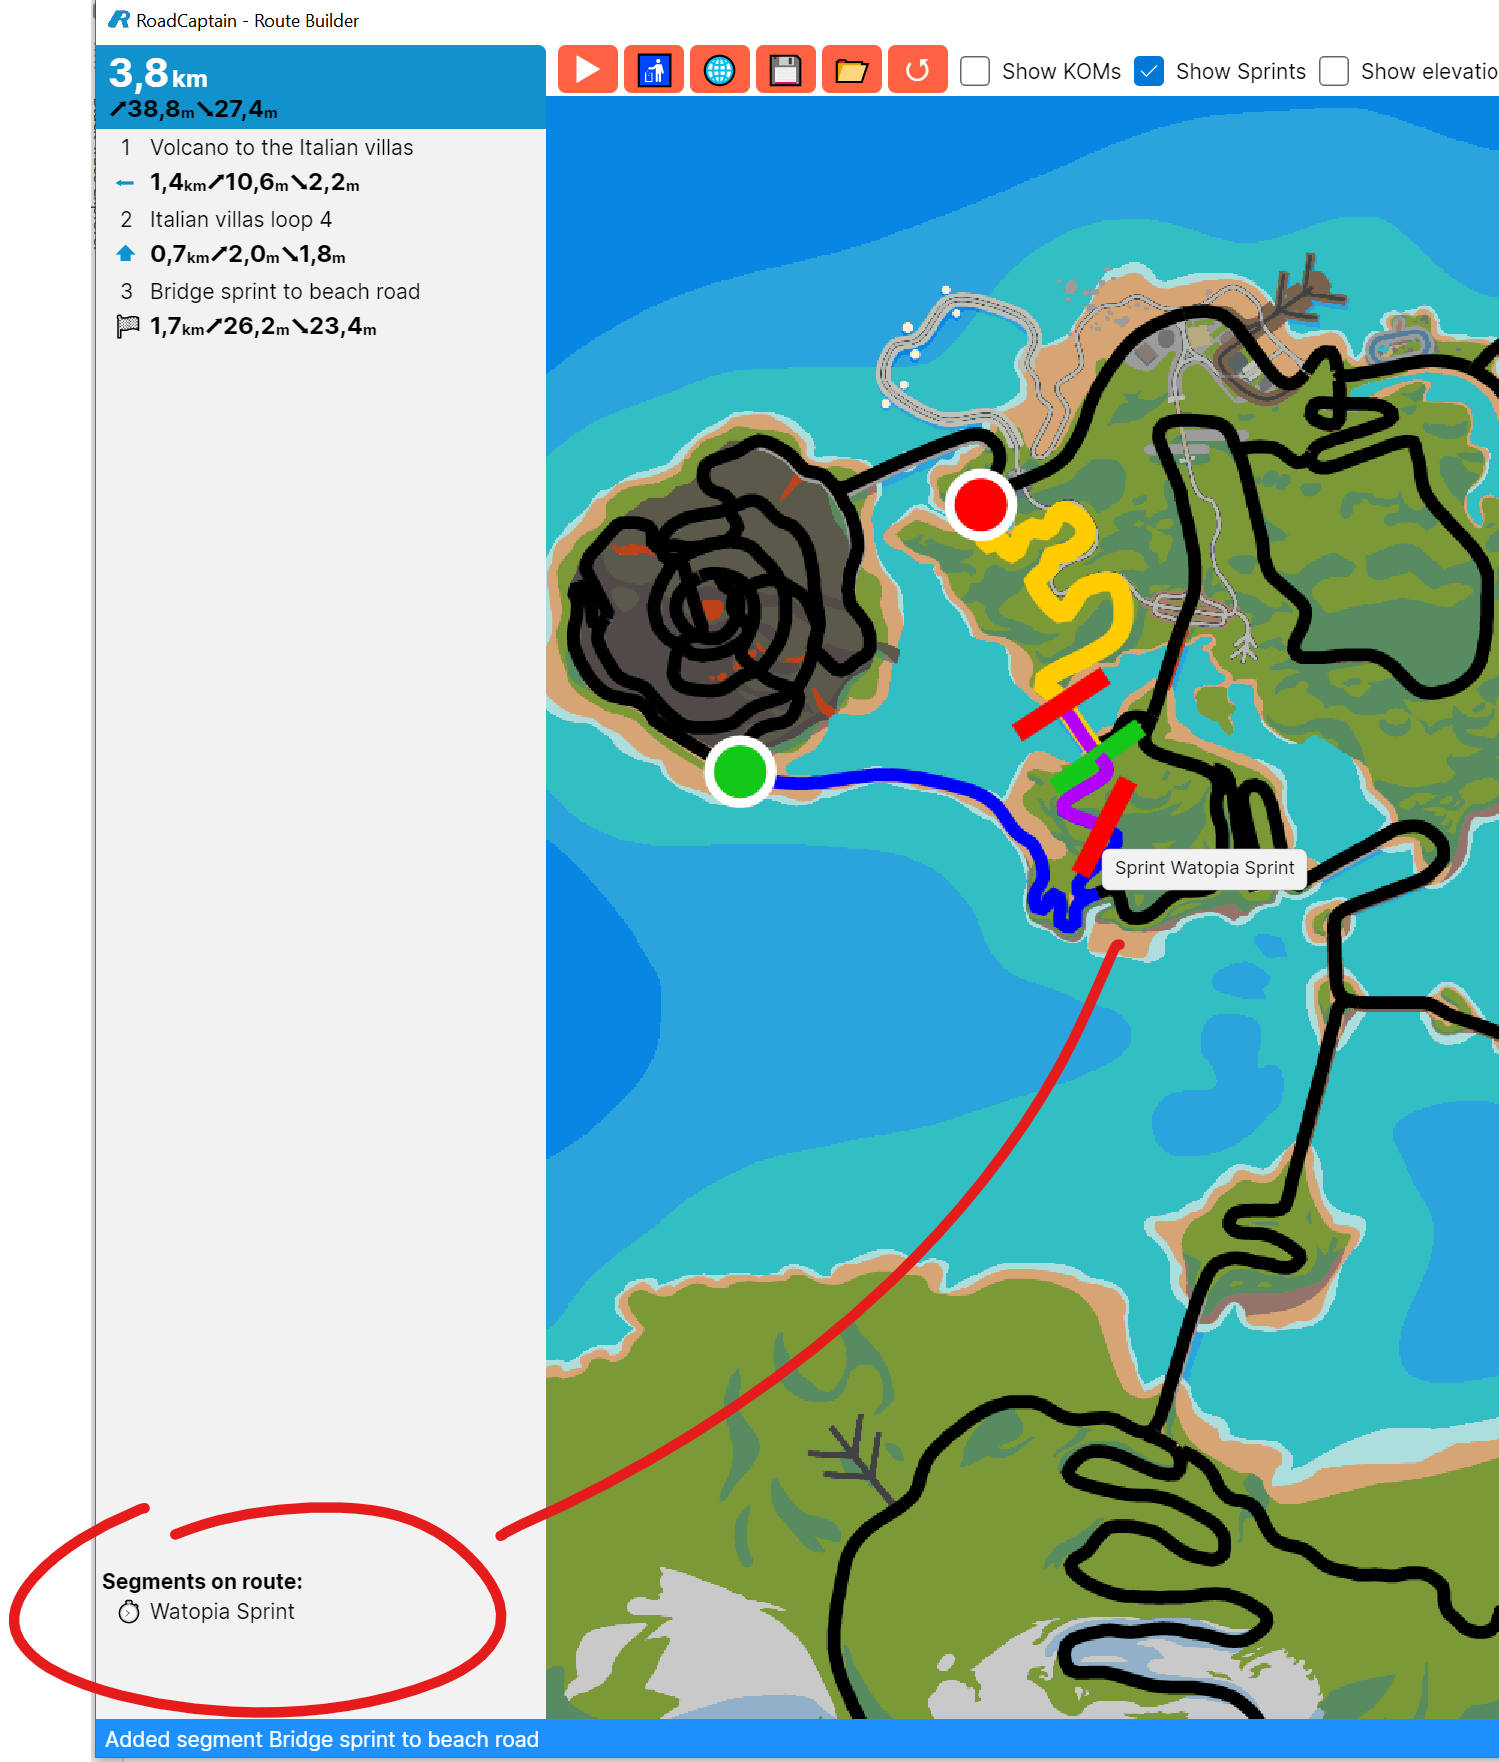 RoadCaptain - Route Builder
3,8km
↗38,8m↘27,4m
Show KOMs
Show Sprints
Show elevatio
1 Volcano to the Italian villas
1,4km↗10,6m↘2,2m
2 Italian villas loop 4
0,7km↗2,0m↘1,8m
3 Bridge sprint to beach road
1,7km↗26,2m↘23,4m
Sprint Watopia Sprint
Segments on route:
Watopia Sprint
Added segment Bridge sprint to beach road